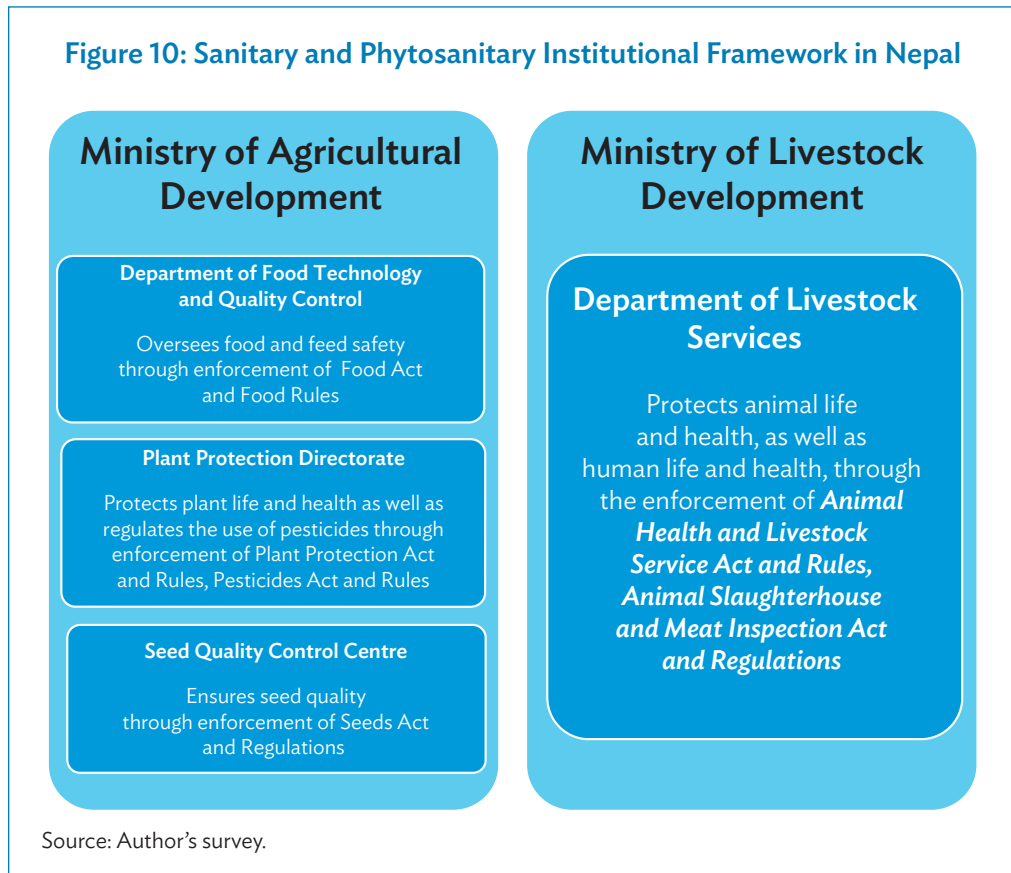 Figure 10: Sanitary and Phytosanitary Institutional Framework in Nepal
Ministry of Agricultural
Development
Department of Food Technology
and Quality Control
Oversees food and feed safety
through enforcement of Food Act
and Food Rules
Plant Protection Directorate
Protects plant life and health as well as
regulates the use of pesticides through
enforcement of Plant Protection Act
and Rules, Pesticides Act and Rules
Seed Quality Control Centre
Ensures seed quality
through enforcement of Seeds Act
and Regulations
Ministry of Livestock
Development
Department of Livestock
Services
Protects animal life
and health, as well as
human life and health, through
the enforcement of Animal
Health and Livestock
Service Act and Rules,
Animal Slaughterhouse
and Meat Inspection Act
and Regulations
Source: Author's survey.